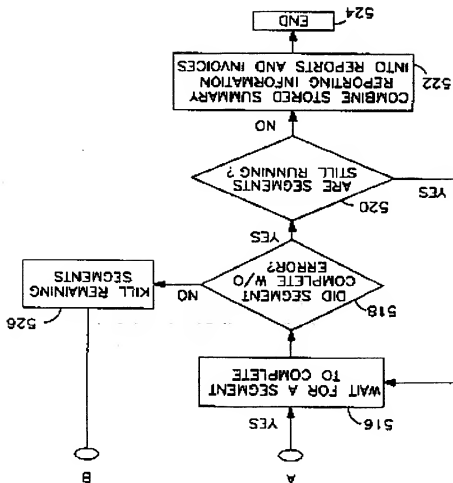 A
B
YES
516
WAIT FOR A SEGMENT
TO COMPLETE
518
DID SEGMENT
COMPLETE W/O
ERROR?
NO
KILL REMAINING
SEGMENTS
526
YES
520
ARE SEGMENTS
STILL RUNNING ?
YES
NO
522
COMBINE STORED SUMMARY
REPORTING INFORMATION
INTO REPORTS AND INVOICES
END
524